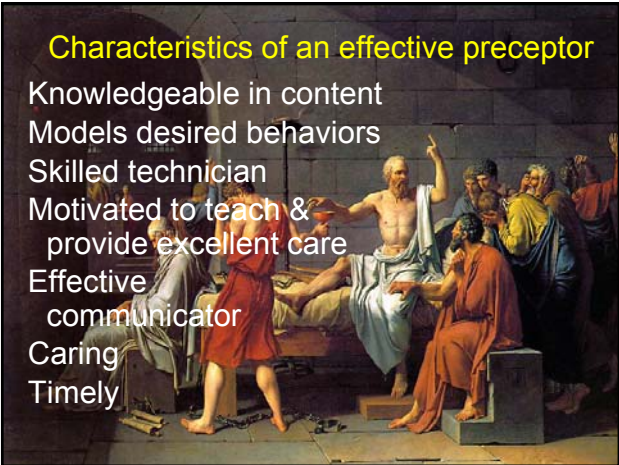 Characteristics of an effective preceptor
Knowledgeable in content
Models desired behaviors
Skilled technician
Motivated to teach &
provide excellent care
Effective
communicator
Caring
Timely